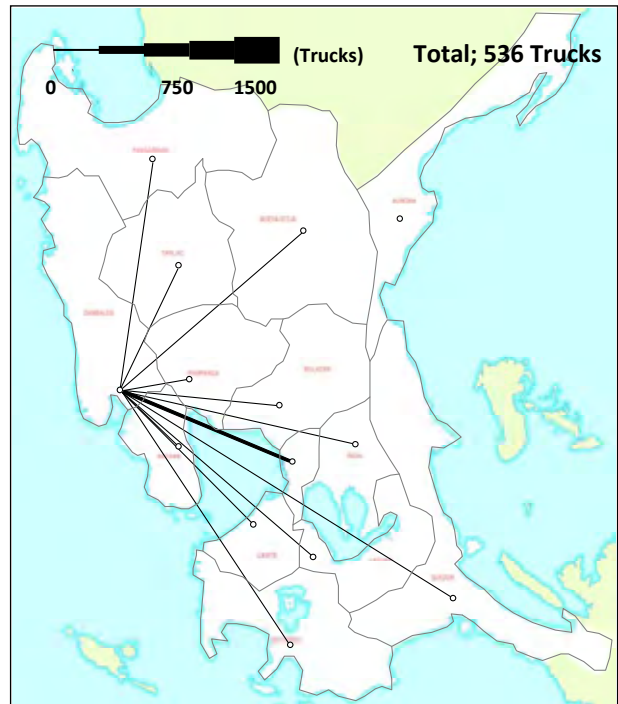 (Trucks) Total; 536 Trucks
0 750 1500
PANGASINAN
AURORA
NUEVA ECIJA
TARLAC
ZAMBALES
BULACAN
PAMPANGA
RIZAL
BATAAN
CAVITE
QUEZON